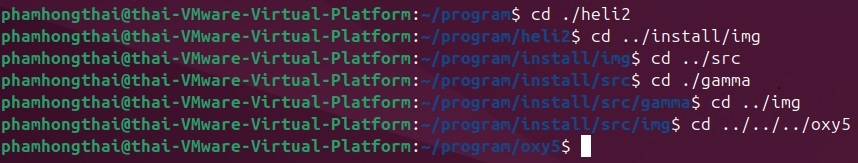 phamhongthai@thai-VMware-Virtual-Platform:~/program$ cd ./heli2
phamhongthai@thai-VMware-Virtual-Platform:~/program/heli2$ cd ../install/img
phamhongthai@thai-VMware-Virtual-Platform:~/program/install/img$ cd ../src
phamhongthai@thai-VMware-Virtual-Platform:~/program/install/src$ cd ./gamma
phamhongthai@thai-VMware-Virtual-Platform:~/program/install/src/gamma$ cd ../img
phamhongthai@thai-VMware-Virtual-Platform:~/program/install/src/img$ cd ../../../oxy5
phamhongthai@thai-VMware-Virtual-Platform:~/program/oxy5$